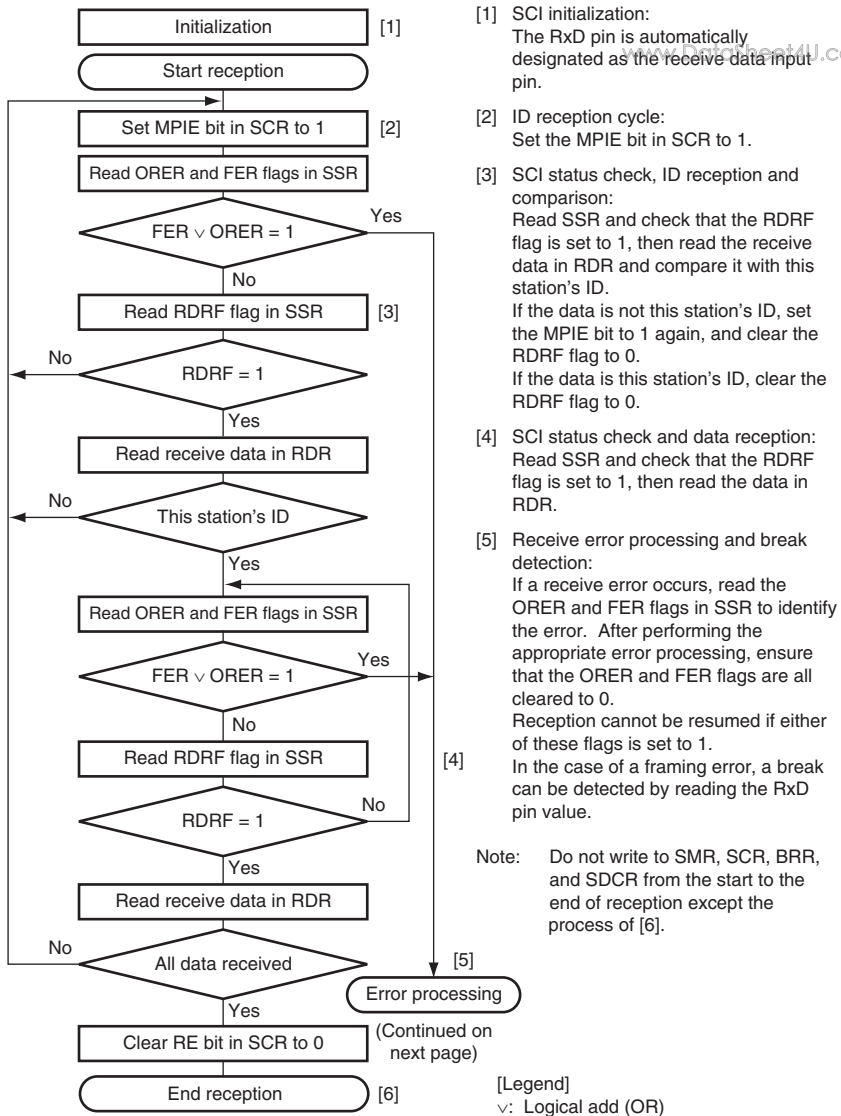 Initialization
[1]
Start reception
Set MPIE bit in SCR to 1
[2]
Read ORER and FER flags in SSR
FER ∨ ORER = 1
Yes
No
Read RDRF flag in SSR
[3]
No
RDRF = 1
Yes
Read receive data in RDR
No
This station's ID
Yes
Read ORER and FER flags in SSR
FER ∨ ORER = 1
Yes
No
Read RDRF flag in SSR
[4]
RDRF = 1
No
Yes
Read receive data in RDR
No
All data received
[5]
Error processing
Yes
(Continued on
next page)
Clear RE bit in SCR to 0
End reception
[6]
[1] SCI initialization:
The RxD pin is automatically
www.DataSheet4U.co
designated as the receive data input
pin.
[2] ID reception cycle:
Set the MPIE bit in SCR to 1.
[3] SCI status check, ID reception and
comparison:
Read SSR and check that the RDRF
flag is set to 1, then read the receive
data in RDR and compare it with this
station's ID.
If the data is not this station's ID, set
the MPIE bit to 1 again, and clear the
RDRF flag to 0.
If the data is this station's ID, clear the
RDRF flag to 0.
[4] SCI status check and data reception:
Read SSR and check that the RDRF
flag is set to 1, then read the data in
RDR.
[5] Receive error processing and break
detection:
If a receive error occurs, read the
ORER and FER flags in SSR to identify
the error. After performing the
appropriate error processing, ensure
that the ORER and FER flags are all
cleared to 0.
Reception cannot be resumed if either
of these flags is set to 1.
In the case of a framing error, a break
can be detected by reading the RxD
pin value.
Note: Do not write to SMR, SCR, BRR,
and SDCR from the start to the
end of reception except the
process of [6].
[Legend]
∨: Logical add (OR)